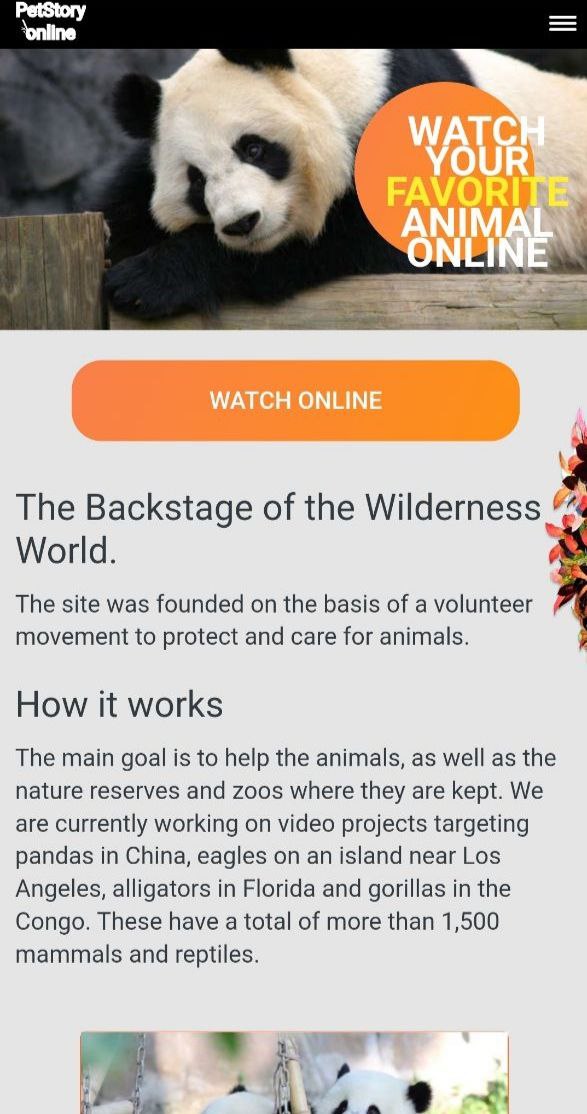 PetStory
online
WATCH
YOUR
FAVORITE
ANIMAL
ONLINE
WATCH ONLINE
The Backstage of the Wilderness
World.
The site was founded on the basis of a volunteer
movement to protect and care for animals.
How it works
The main goal is to help the animals, as well as the
nature reserves and zoos where they are kept. We
are currently working on video projects targeting
pandas in China, eagles on an island near Los
Angeles, alligators in Florida and gorillas in the
Congo. These have a total of more than 1,500
mammals and reptiles.